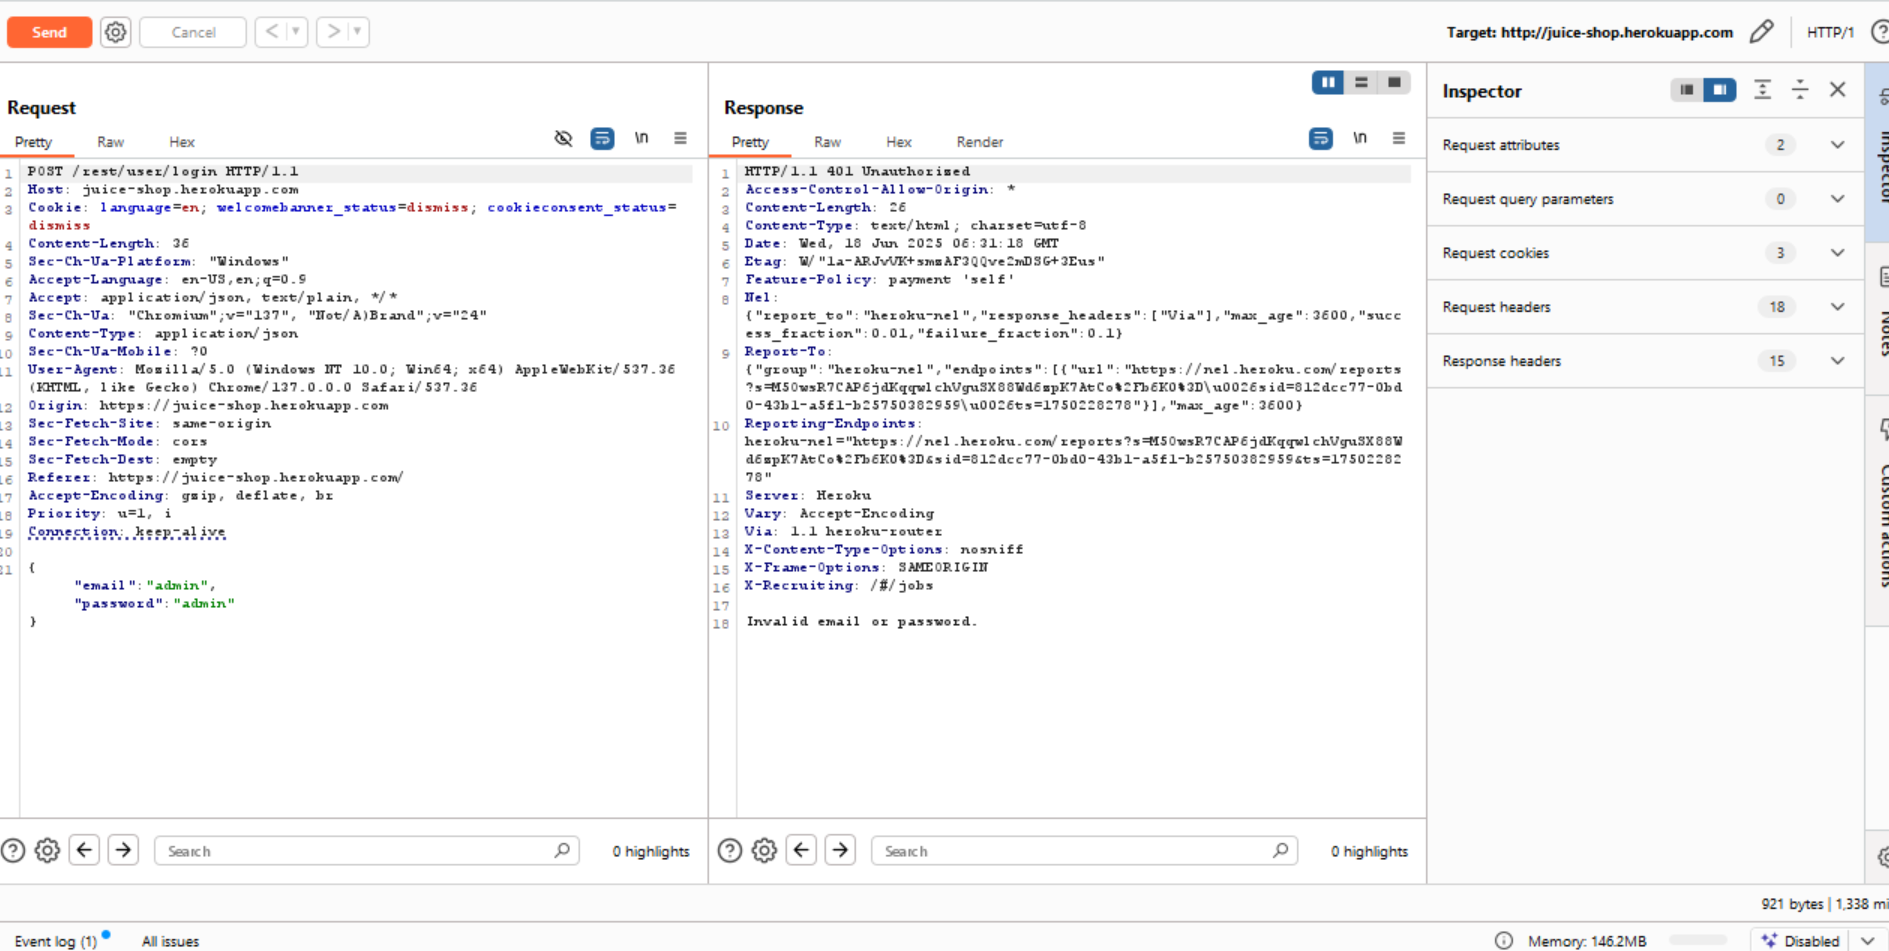 Send
Cancel
Target: http://juice-shop.herokuapp.com
HTTP/1
Request
Pretty Raw Hex
\n
1 POST /rest/user/login HTTP/1.1
2 Host: juice-shop.herokuapp.com
3 Cookie: language=en; welcomebanner_status=dismiss; cookieconsent_status=
dismiss
4 Content-Length: 36
5 Sec-Ch-Ua-Platform: "Windows"
6 Accept-Language: en-US,en;q=0.9
7 Accept: application/json, text/plain, */*
8 Sec-Ch-Ua: "Chromium";v="137", "Not/A)Brand";v="24"
9 Content-Type: application/json
10 Sec-Ch-Ua-Mobile: ?0
11 User-Agent: Mozilla/5.0 (Windows NT 10.0; Win64; x64) AppleWebKit/537.36
(KHTML, like Gecko) Chrome/137.0.0.0 Safari/537.36
12 Origin: https://juice-shop.herokuapp.com
13 Sec-Fetch-Site: same-origin
14 Sec-Fetch-Mode: cors
15 Sec-Fetch-Dest: empty
16 Referer: https://juice-shop.herokuapp.com/
17 Accept-Encoding: gzip, deflate, br
18 Priority: u=1, i
19 Connection: keep-alive
20
21 {
"email":"admin",
"password":"admin"
}
Search
0 highlights
Response
Pretty Raw Hex Render
\n
1 HTTP/1.1 401 Unauthorized
2 Access-Control-Allow-Origin: *
3 Content-Length: 26
4 Content-Type: text/html; charset=utf-8
5 Date: Wed, 18 Jun 2025 06:31:18 GMT
6 Etag: W/"1a-ARJvVK+smzAF3QQve2mDSG+3Eus"
7 Feature-Policy: payment 'self'
8 Nel:
{"report_to":"heroku-nel","response_headers":["Via"],"max_age":3600,"succ
ess_fraction":0.01,"failure_fraction":0.1}
9 Report-To:
{"group":"heroku-nel","endpoints":[{"url":"https://nel.heroku.com/reports
?s=M50wsR7CAP6jdKqqwlchVguSX88Wd6zpK7AtCo%2Fb6K0%3D\u0026sid=812dcc77-0bd
0-43b1-a5f1-b25750382959\u0026ts=1750228278"}],"max_age":3600}
10 Reporting-Endpoints:
heroku-nel="https://nel.heroku.com/reports?s=M50wsR7CAP6jdKqqwlchVguSX88W
d6zpK7AtCo%2Fb6K0%3D&sid=812dcc77-0bd0-43b1-a5f1-b25750382959&ts=17502282
78"
11 Server: Heroku
12 Vary: Accept-Encoding
13 Via: 1.1 heroku-router
14 X-Content-Type-Options: nosniff
15 X-Frame-Options: SAMEORIGIN
16 X-Recruiting: /#/jobs
17
18 Invalid email or password.
Search
0 highlights
Inspector
Request attributes 2
Request query parameters 0
Request cookies 3
Request headers 18
Response headers 15
Inspector
Notes
Custom actions
921 bytes | 1,338 mi
Event log (1)
All issues
Memory: 146.2MB
Disabled